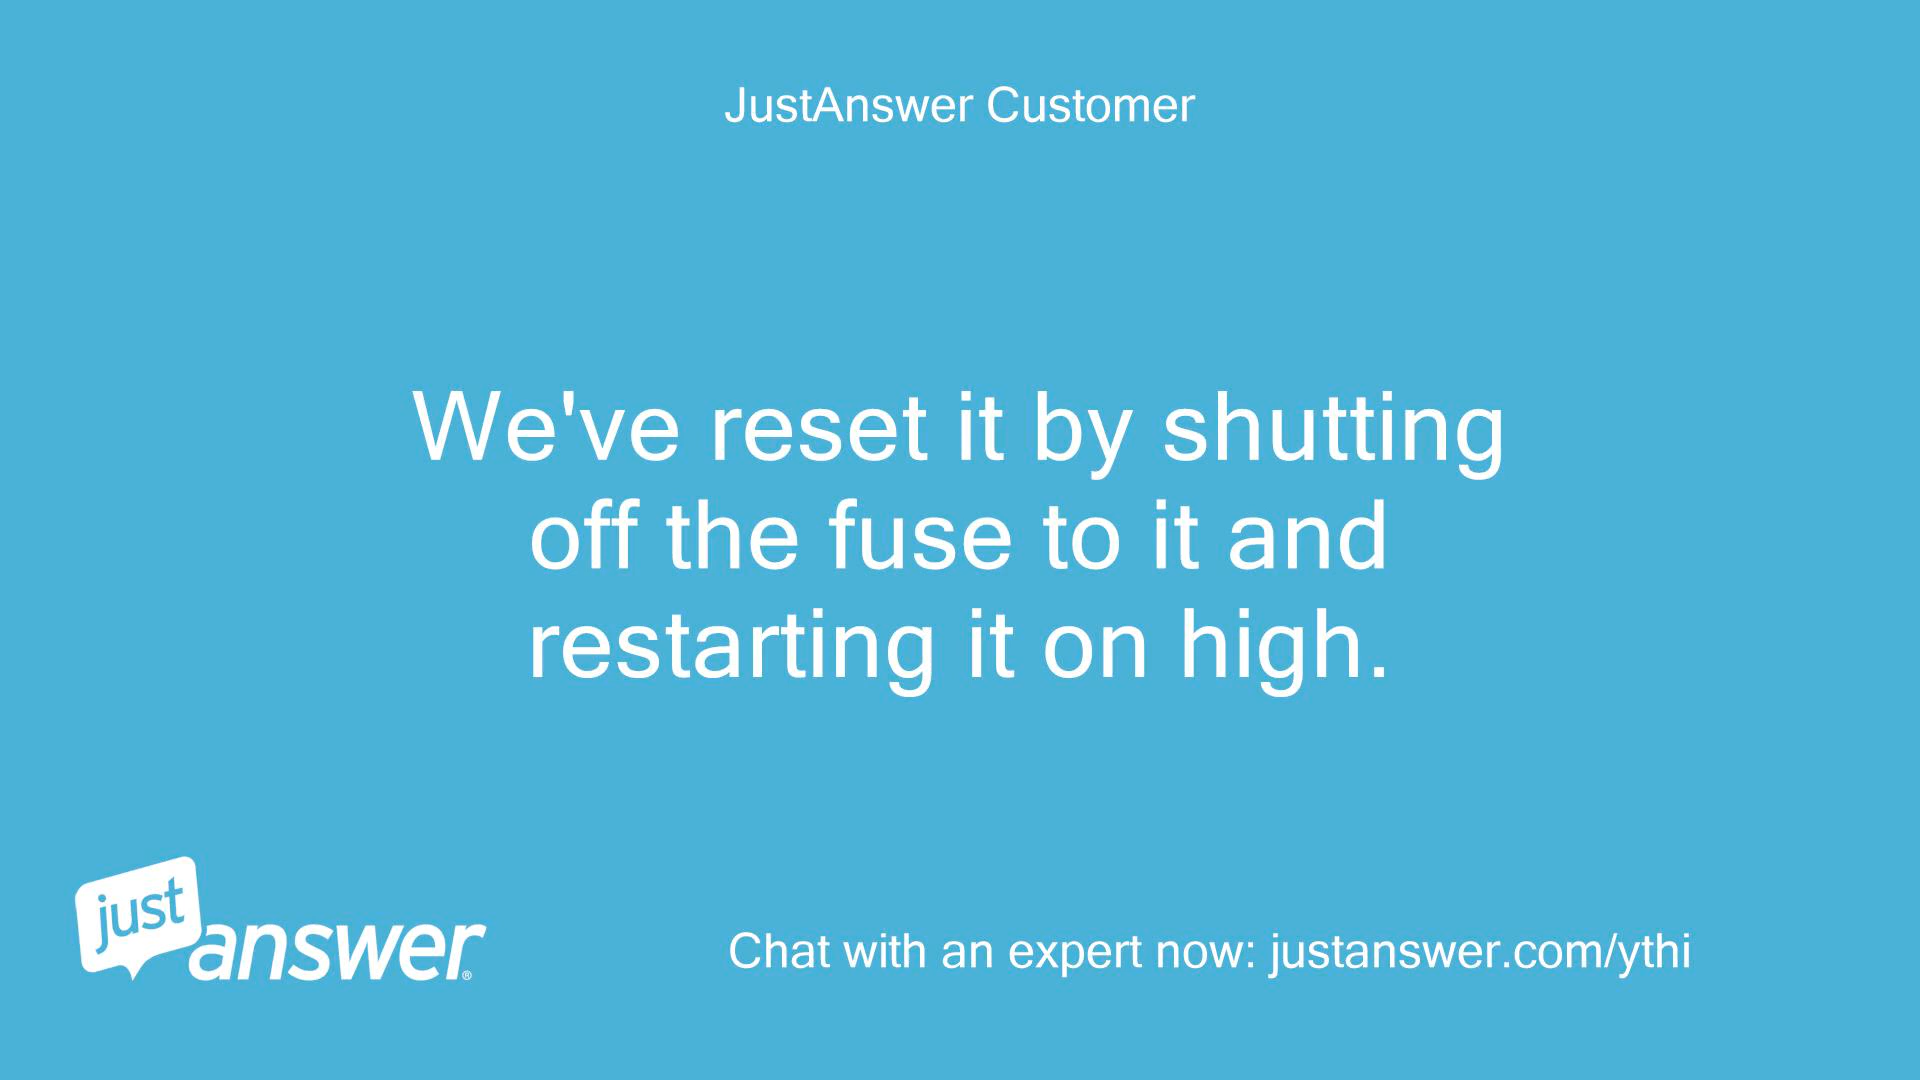 JustAnswer Customer
We've reset it by shutting
off the fuse to it and
restarting it on high.
just
answer®
Chat with an expert now: justanswer.com/ythi